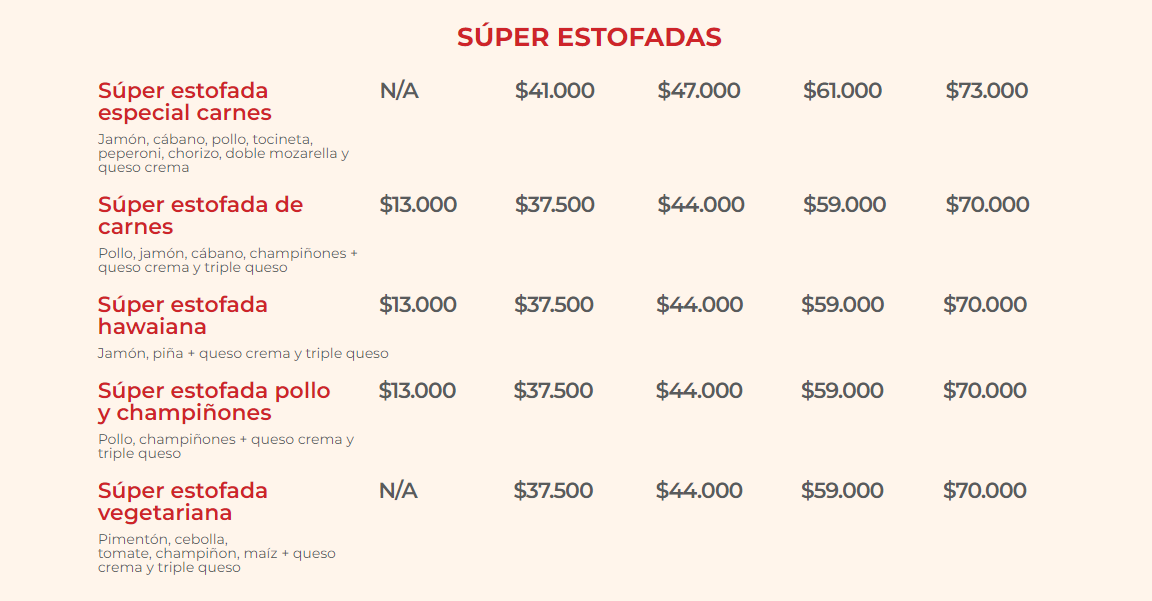 SÚPER ESTOFADAS
Súper estofada N/A $41.000 $47.000 $61.000 $73.000
especial carnes
Jamón, cábano, pollo, tocineta,
peperoni, chorizo, doble mozarella y
queso crema
Súper estofada de $13.000 $37.500 $44.000 $59.000 $70.000
carnes
Pollo, jamón, cábano, champiñones +
queso crema y triple queso
Súper estofada $13.000 $37.500 $44.000 $59.000 $70.000
hawaiana
Jamón, piña + queso crema y triple queso
Súper estofada pollo $13.000 $37.500 $44.000 $59.000 $70.000
y champiñones
Pollo, champiñones + queso crema y
triple queso
Súper estofada N/A $37.500 $44.000 $59.000 $70.000
vegetariana
Pimentón, cebolla,
tomate, champiñon, maíz + queso
crema y triple queso